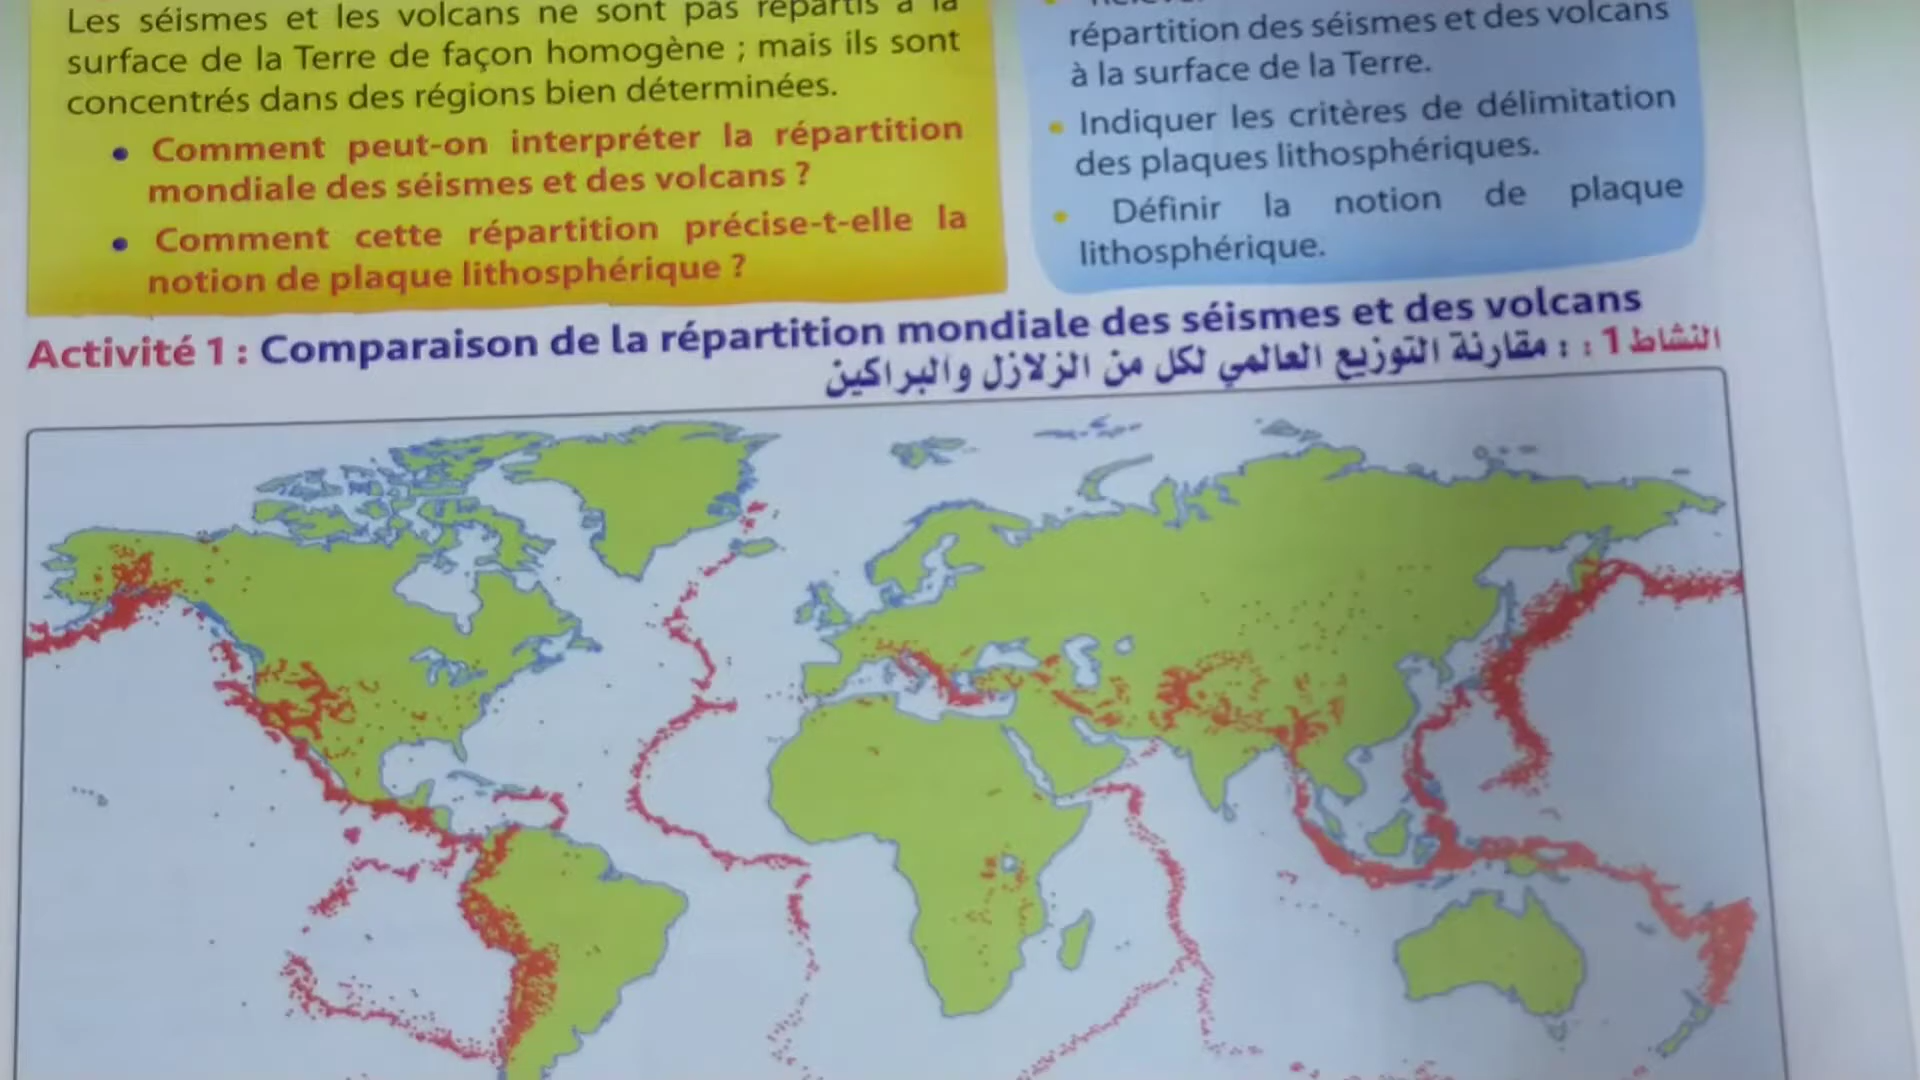 Les séismes et les volcans ne sont pas répartis à la
surface de la Terre de façon homogène ; mais ils sont
concentrés dans des régions bien déterminées.
• Comment peut-on interpréter la répartition
mondiale des séismes et des volcans ?
• Comment cette répartition précise-t-elle la
notion de plaque lithosphérique ?
répartition des séismes et des volcans
à la surface de la Terre.
• Indiquer les critères de délimitation
des plaques lithosphériques.
• Définir la notion de plaque
lithosphérique.
Activité 1 : Comparaison de la répartition mondiale des séismes et des volcans
النشاط 1 : : مقارنة التوزيع العالمي لكل من الزلازل والبراكين